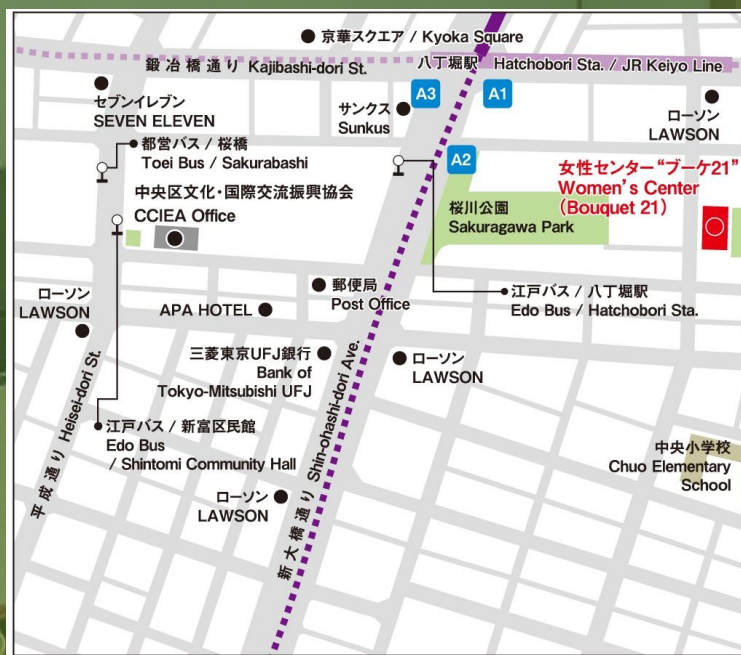 京華スクエア / Kyoka Square
鍛冶橋通り Kajibashi-dori St.
八丁堀駅 Hatchobori Sta. / JR Keiyo Line
セブンイレブン
SEVEN ELEVEN
サンクス
Sunkus
A3
A1
ローソン
LAWSON
都営バス / 桜橋
Toei Bus / Sakurabashi
A2
女性センター“ブーケ21”
Women's Center
(Bouquet 21)
中央区文化・国際交流振興協会
CCIEA Office
桜川公園
Sakuragawa Park
ローソン
LAWSON
APA HOTEL
郵便局
Post Office
江戸バス / 八丁堀駅
Edo Bus / Hatchobori Sta.
三菱東京UFJ銀行
Bank of
Tokyo-Mitsubishi UFJ
ローソン
LAWSON
平成通り Heisei-dori St.
江戸バス / 新富区民館
Edo Bus
/ Shintomi Community Hall
新大橋通り Shin-ohashi-dori Ave.
ローソン
LAWSON
中央小学校
Chuo Elementary
School